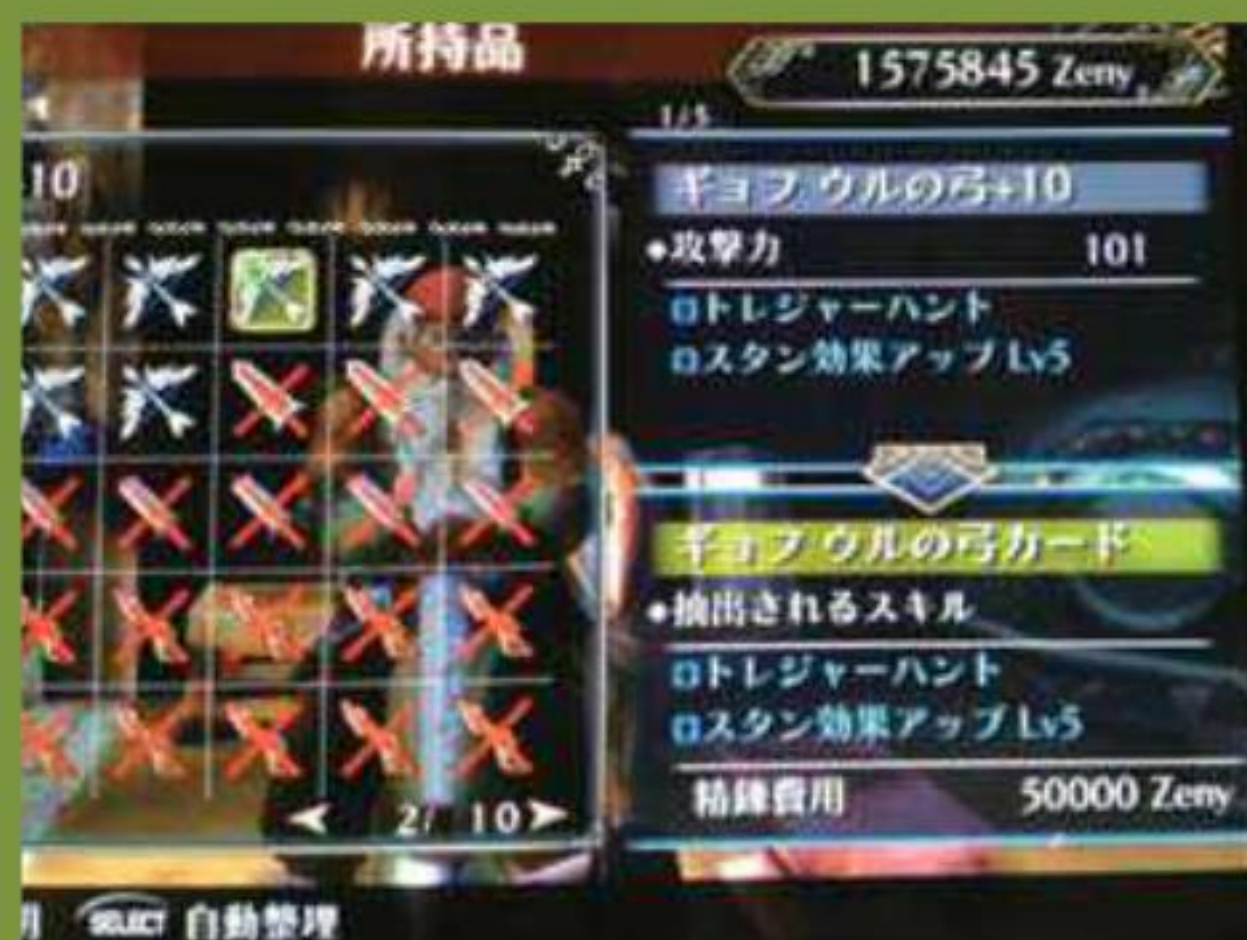 所持品
1575845 Zeny
1/5
10
ギョフ ウルの弓+10
◆攻撃力 101
トレジャーハント
スタン効果アップ Lv5
ギョフ ウルの弓カード
◆抽出されるスキル
トレジャーハント
スタン効果アップ Lv5
精錬費用 50000 Zeny
2/ 10
SELECT 自動整理